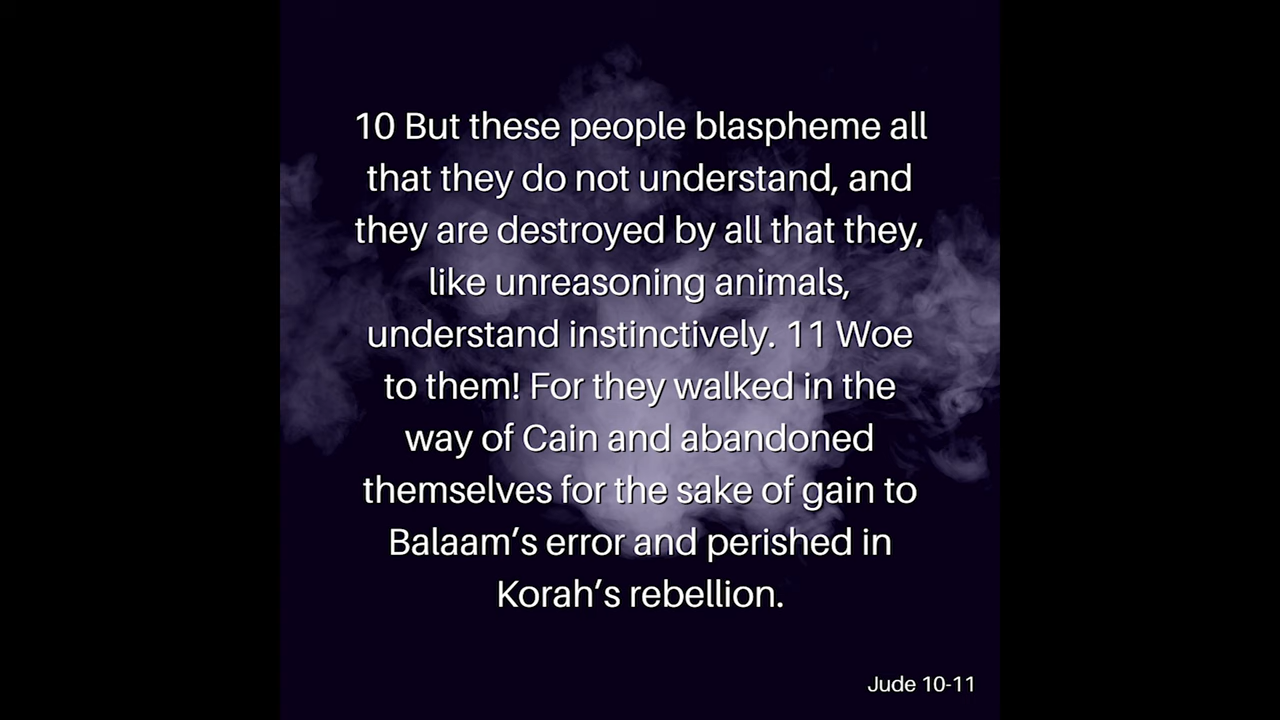 10 But these people blaspheme all
that they do not understand, and
they are destroyed by all that they,
like unreasoning animals,
understand instinctively. 11 Woe
to them! For they walked in the
way of Cain and abandoned
themselves for the sake of gain to
Balaam’s error and perished in
Korah’s rebellion.
Jude 10-11